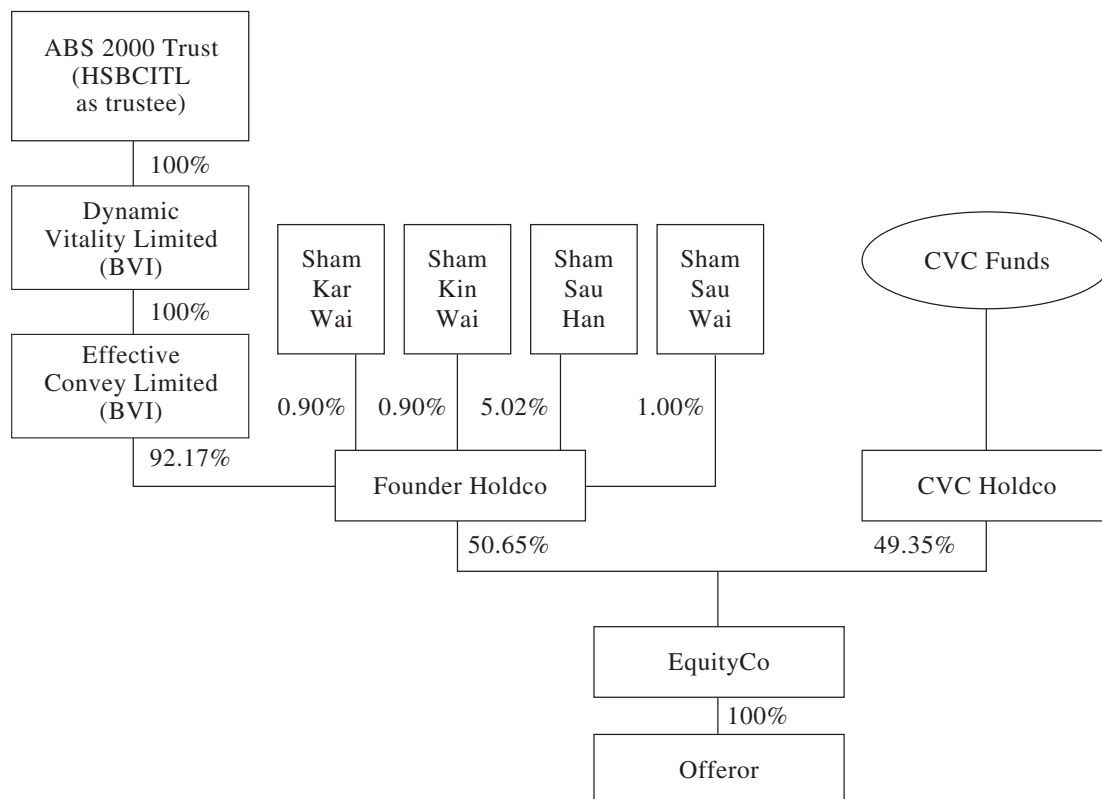 ABS 2000 Trust
(HSBCITL
as trustee)
100%
Dynamic
Vitality Limited
(BVI)
100%
Effective
Convey Limited
(BVI)
92.17%
Sham
Kar
Wai
0.90%
Sham
Kin
Wai
0.90%
Sham
Sau
Han
5.02%
Sham
Sau
Wai
1.00%
Founder Holdco
50.65%
CVC Funds
CVC Holdco
49.35%
EquityCo
100%
Offeror